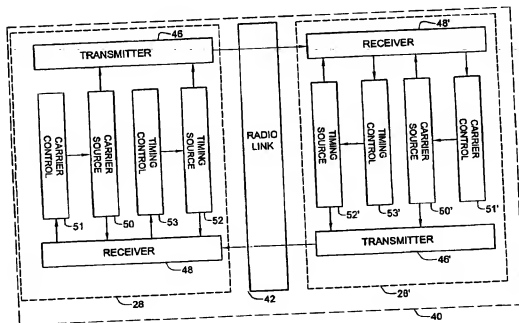 46
TRANSMITTER
48'
RECEIVER
CARRIER CONTROL
CARRIER SOURCE
TIMING CONTROL
TIMING SOURCE
RADIO LINK
TIMING SOURCE
TIMING CONTROL
CARRIER SOURCE
CARRIER CONTROL
51
50
53
52
52'
53'
50'
51'
RECEIVER
48
TRANSMITTER
46'
28
42
28'
40